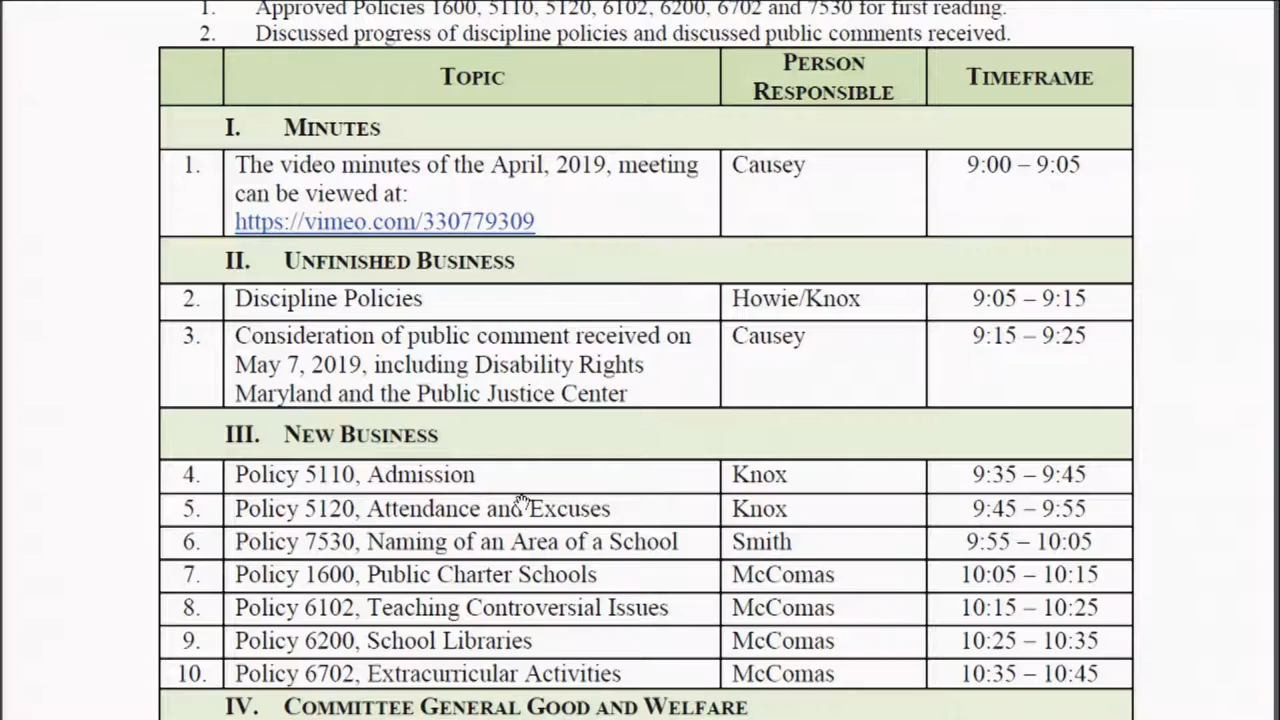 1. Approved Policies 1600, 5110, 5120, 6102, 6200, 6702 and 7530 for first reading.
2. Discussed progress of discipline policies and discussed public comments received.
TOPIC PERSON RESPONSIBLE TIMEFRAME
I. MINUTES
1. The video minutes of the April, 2019, meeting Causey 9:00 – 9:05
can be viewed at:
https://vimeo.com/330779309
II. UNFINISHED BUSINESS
2. Discipline Policies Howie/Knox 9:05 – 9:15
3. Consideration of public comment received on Causey 9:15 – 9:25
May 7, 2019, including Disability Rights
Maryland and the Public Justice Center
III. NEW BUSINESS
4. Policy 5110, Admission Knox 9:35 – 9:45
5. Policy 5120, Attendance and Excuses Knox 9:45 – 9:55
6. Policy 7530, Naming of an Area of a School Smith 9:55 – 10:05
7. Policy 1600, Public Charter Schools McComas 10:05 – 10:15
8. Policy 6102, Teaching Controversial Issues McComas 10:15 – 10:25
9. Policy 6200, School Libraries McComas 10:25 – 10:35
10. Policy 6702, Extracurricular Activities McComas 10:35 – 10:45
IV. COMMITTEE GENERAL GOOD AND WELFARE